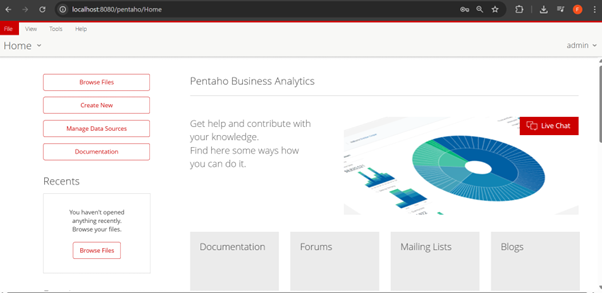 localhost:8080/pentaho/Home
F
File View Tools Help
Home
admin
Browse Files
Create New
Manage Data Sources
Documentation
Recents
You haven't opened
anything recently.
Browse your files.
Browse Files
Pentaho Business Analytics
Get help and contribute with
your knowledge.
Find here some ways how
you can do it.
Live Chat
Documentation
Forums
Mailing Lists
Blogs